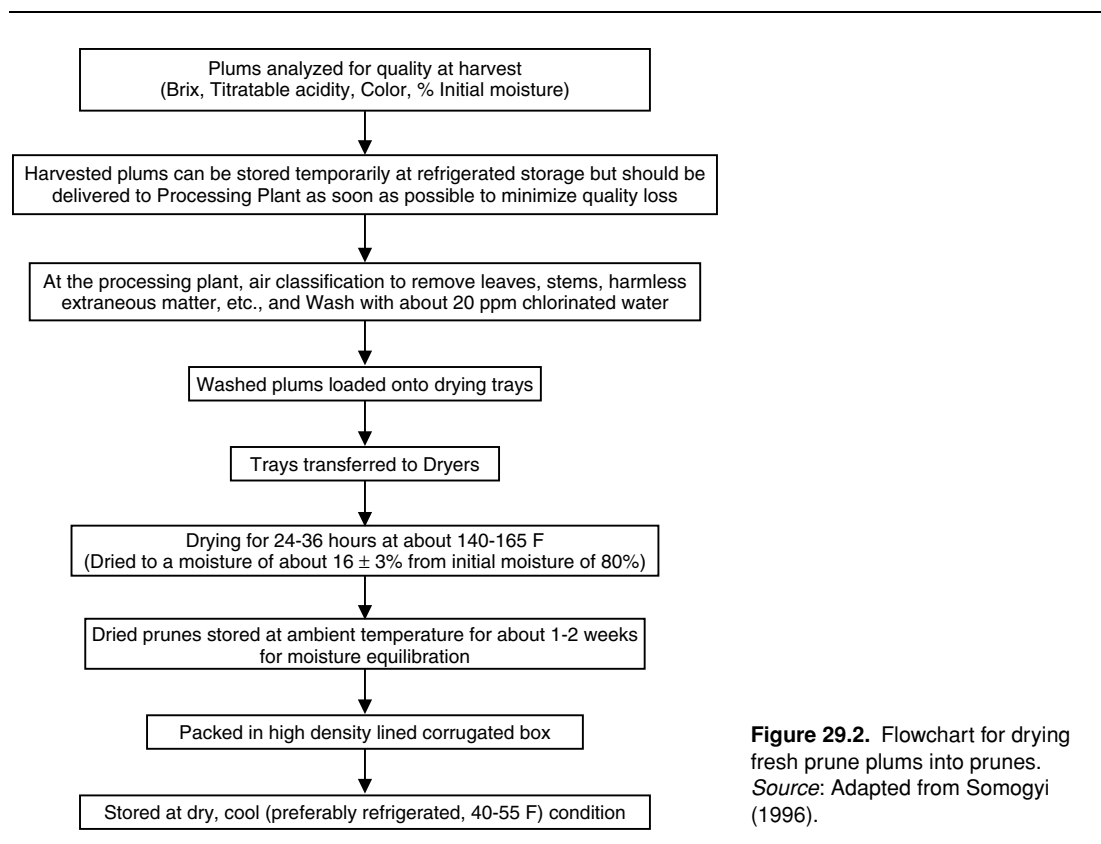 Plums analyzed for quality at harvest
(Brix, Titratable acidity, Color, % Initial moisture)
Harvested plums can be stored temporarily at refrigerated storage but should be
delivered to Processing Plant as soon as possible to minimize quality loss
At the processing plant, air classification to remove leaves, stems, harmless
extraneous matter, etc., and Wash with about 20 ppm chlorinated water
Washed plums loaded onto drying trays
Trays transferred to Dryers
Drying for 24-36 hours at about 140-165 F
(Dried to a moisture of about 16 ± 3% from initial moisture of 80%)
Dried prunes stored at ambient temperature for about 1-2 weeks
for moisture equilibration
Packed in high density lined corrugated box
Stored at dry, cool (preferably refrigerated, 40-55 F) condition
Figure 29.2. Flowchart for drying
fresh prune plums into prunes.
Source: Adapted from Somogyi
(1996).